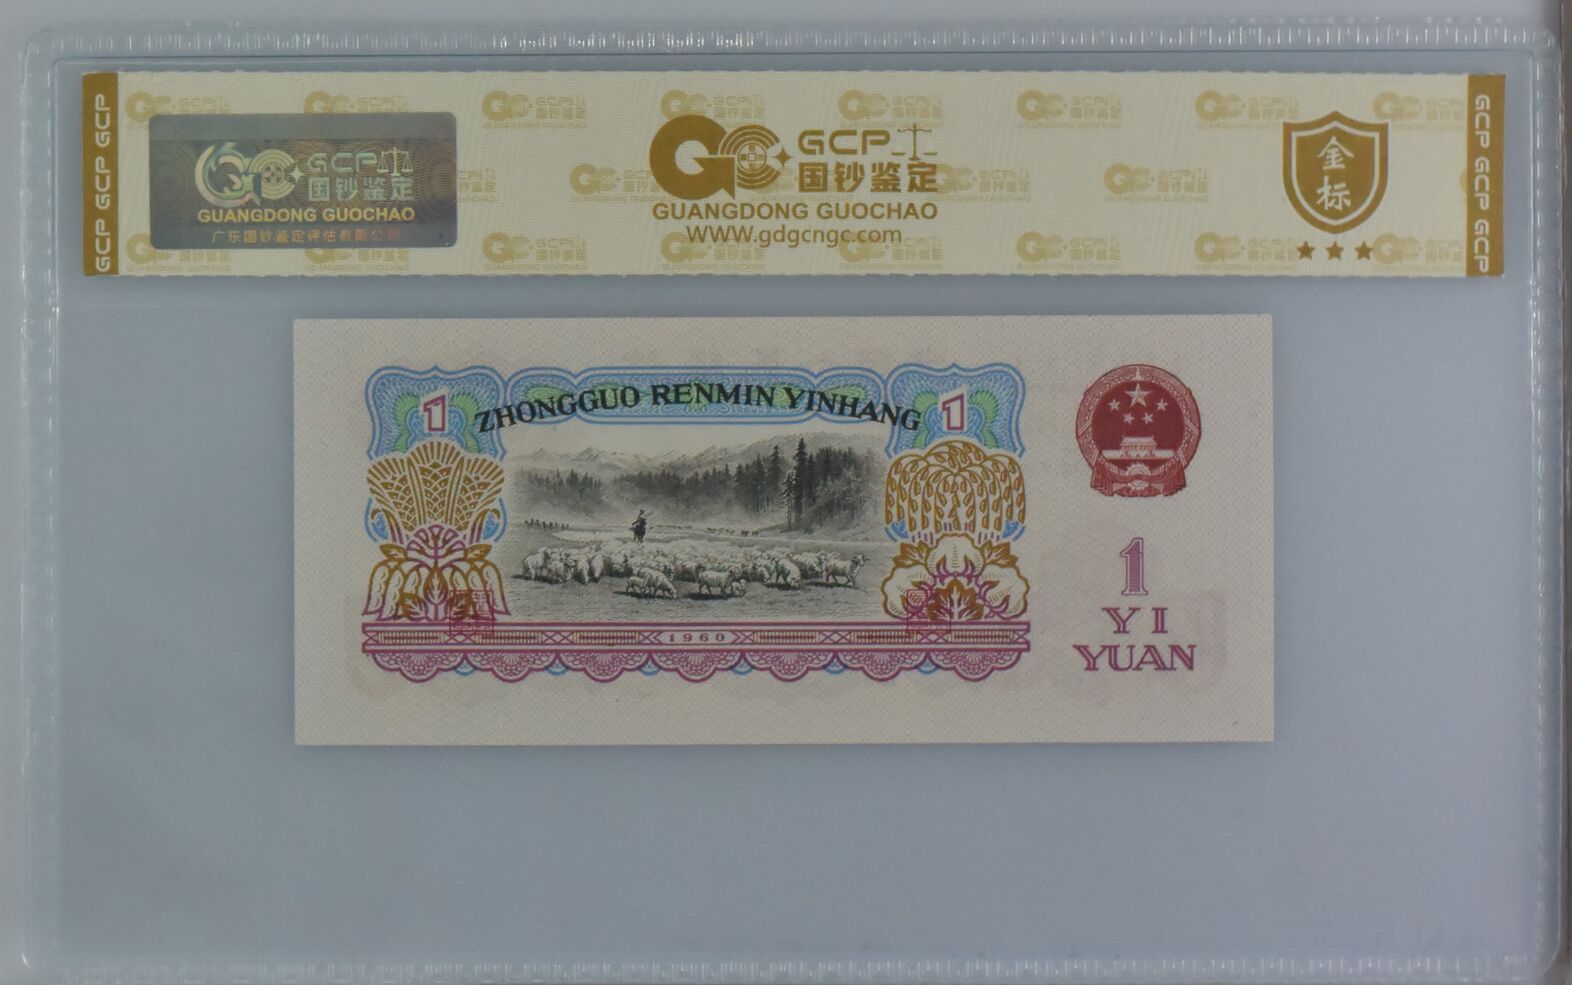 GCP GCP GCP
GCP
国钞鉴定
GUANGDONG GUOCHAO
广东国钞鉴定评估有限公司
GCP
国钞鉴定
GUANGDONG GUOCHAO
WWW.gdgcngc.com
金标
GCP GCP GCP
ZHONGGUO RENMIN YINHANG
1
1
1960
1
YI
YUAN